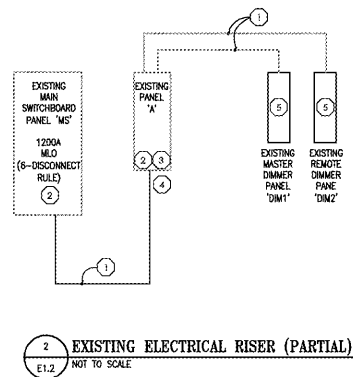 1
EXISTING
MAIN
SWITCHBOARD
PANEL 'MS'
1200A
MLO
(6-DISCONNECT
RULE)
2
EXISTING
PANEL
'A'
2 3
4
5
EXISTING
MASTER
DIMMER
PANEL
'DIM1'
5
EXISTING
REMOTE
DIMMER
PANE
'DIM2'
1
2
E1.2
EXISTING ELECTRICAL RISER (PARTIAL)
NOT TO SCALE